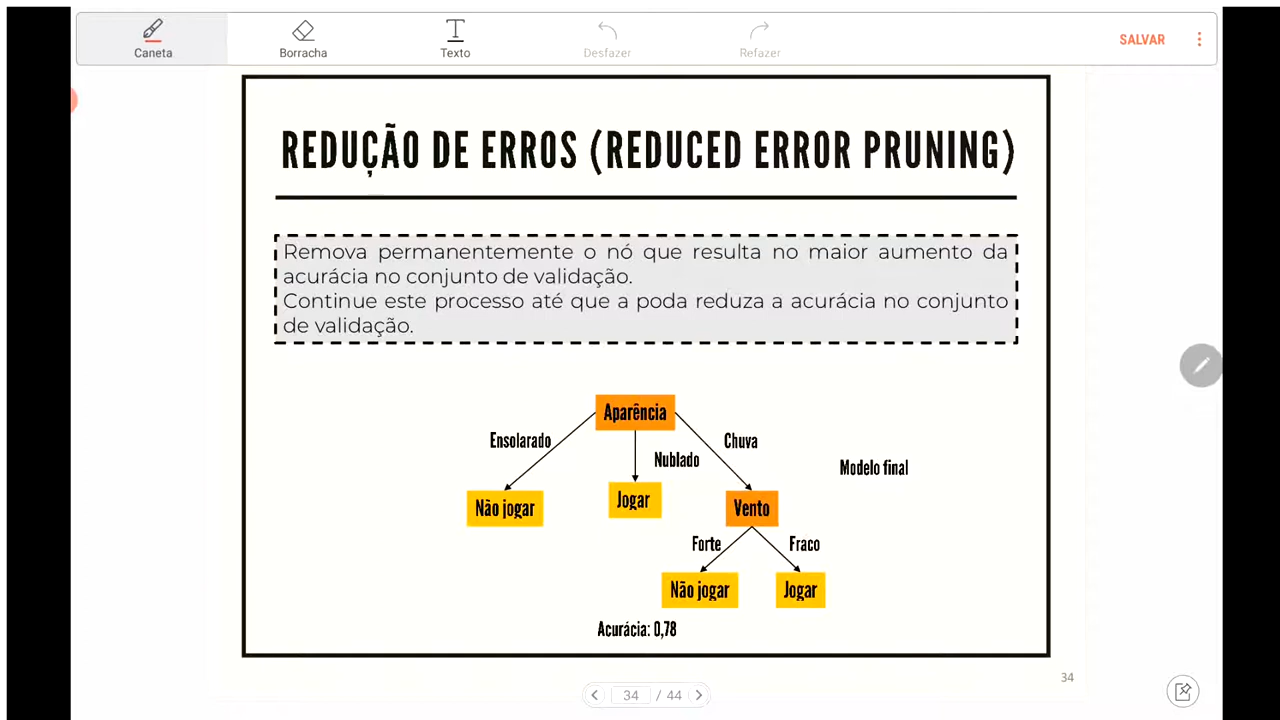 Caneta
Borracha
Texto
Desfazer
Refazer
SALVAR
REDUÇÃO DE ERROS (REDUCED ERROR PRUNING)
Remova permanentemente o nó que resulta no maior aumento da
acurácia no conjunto de validação.
Continue este processo até que a poda reduza a acurácia no conjunto
de validação.
Aparência
Ensolarado
Chuva
Nublado
Modelo final
Não jogar
Jogar
Vento
Forte
Fraco
Não jogar
Jogar
Acurácia: 0,78
34
34 / 44